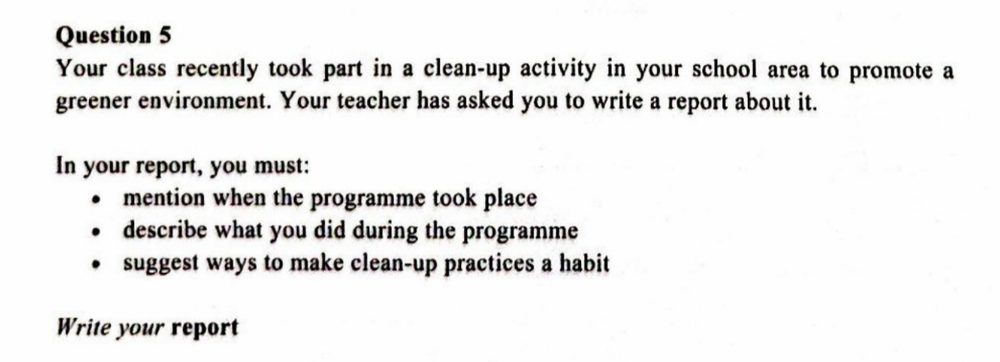 Question 5
Your class recently took part in a clean-up activity in your school area to promote a
greener environment. Your teacher has asked you to write a report about it.
In your report, you must:
• mention when the programme took place
• describe what you did during the programme
• suggest ways to make clean-up practices a habit
Write your report